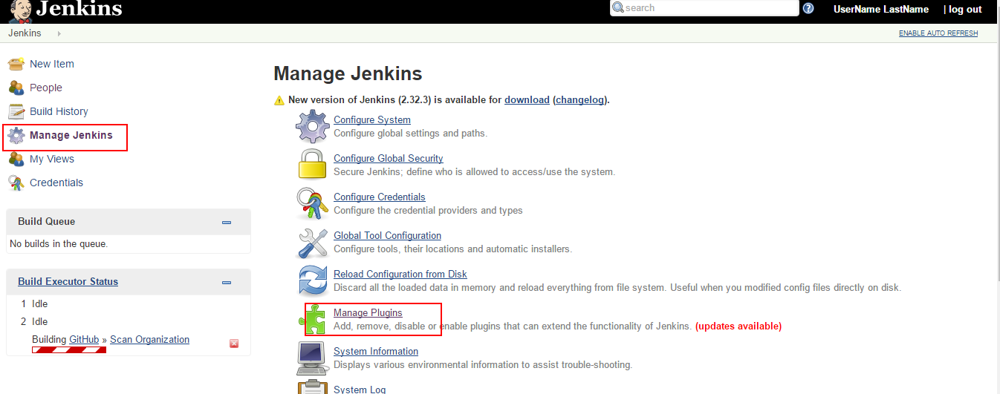 Jenkins
search
UserName LastName
| log out
Jenkins
ENABLE AUTO REFRESH
New Item
People
Build History
Manage Jenkins
My Views
Credentials
Build Queue
No builds in the queue.
Build Executor Status
1 Idle
2 Idle
Building GitHub » Scan Organization
Manage Jenkins
New version of Jenkins (2.32.3) is available for download (changelog).
Configure System
Configure global settings and paths.
Configure Global Security
Secure Jenkins; define who is allowed to access/use the system.
Configure Credentials
Configure the credential providers and types
Global Tool Configuration
Configure tools, their locations and automatic installers.
Reload Configuration from Disk
Discard all the loaded data in memory and reload everything from file system. Useful when you modified config files directly on disk.
Manage Plugins
Add, remove, disable or enable plugins that can extend the functionality of Jenkins. (updates available)
System Information
Displays various environmental information to assist trouble-shooting.
System Log